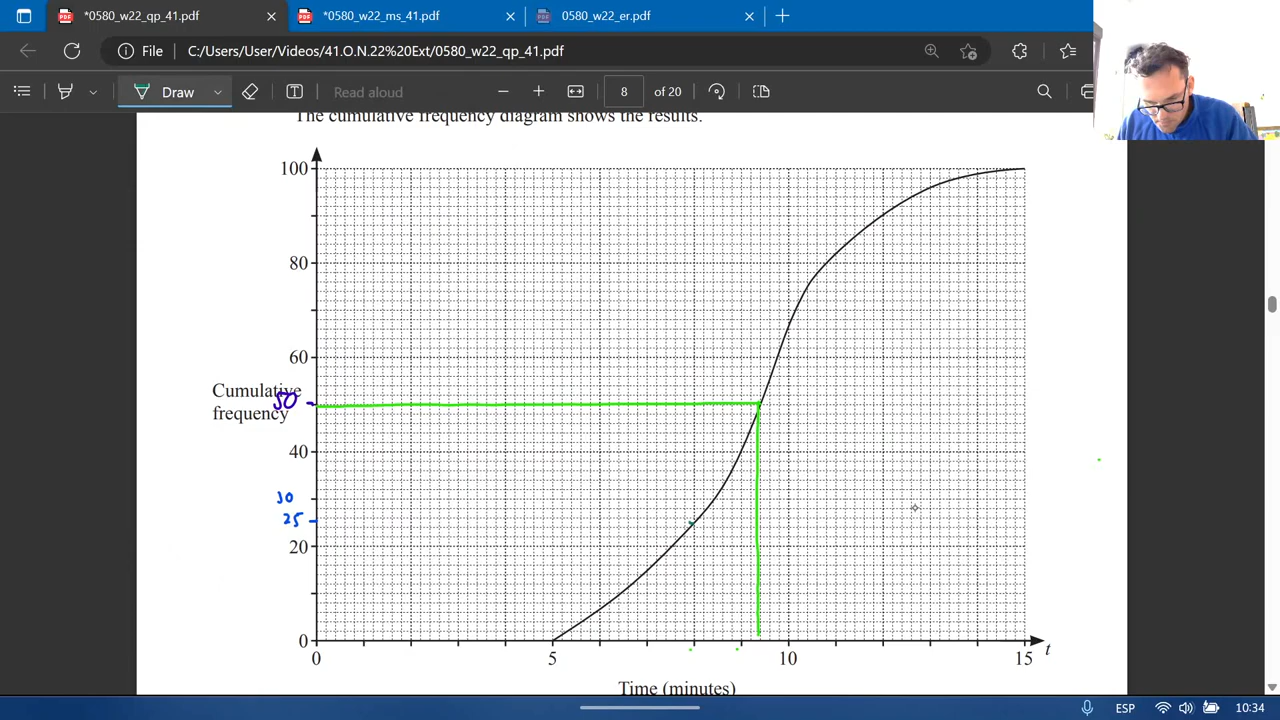 *0580_w22_qp_41.pdf
*0580_w22_ms_41.pdf
0580_w22_er.pdf
File
C:/Users/User/Videos/41.O.N.22%20Ext/0580_w22_qp_41.pdf
Draw
Read aloud
8 of 20
The cumulative frequency diagram shows the results.
100
80
60
Cumulative
frequency
50
40
30
25
20
0
0 5 10 15 t
Time (minutes)
ESP 10:34